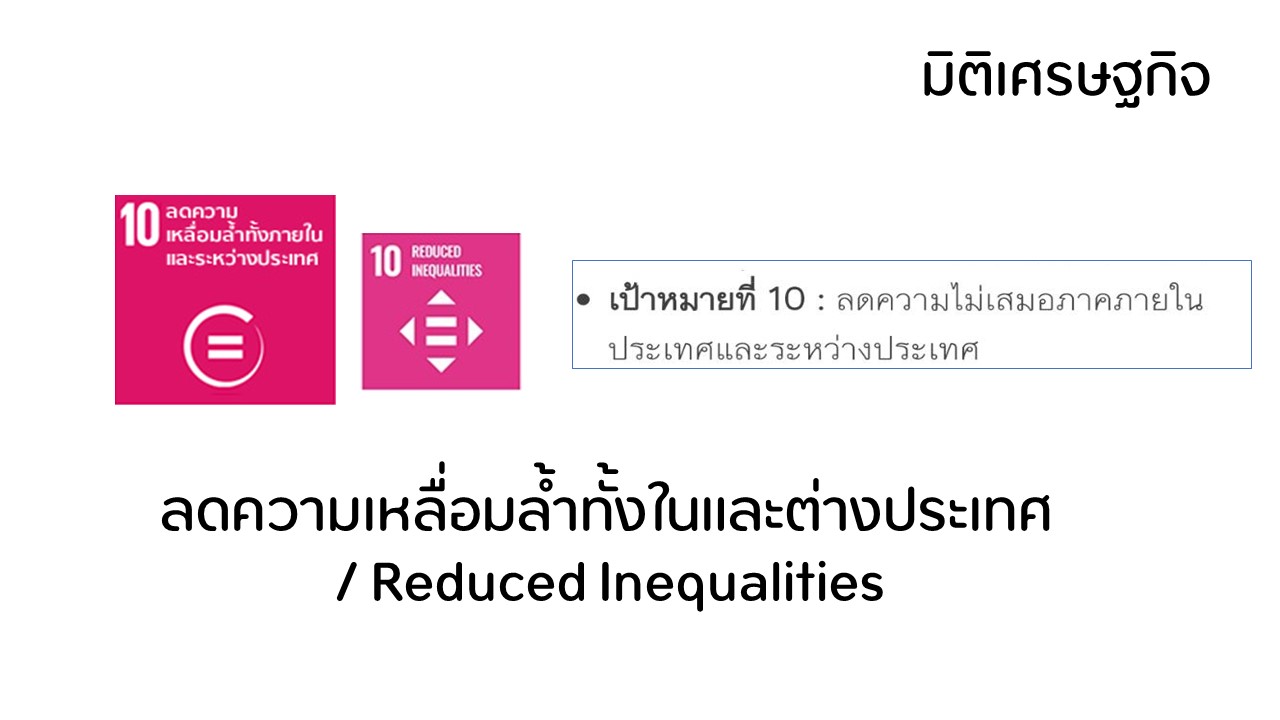 มิติเศรษฐกิจ
10 ลดความ
เหลื่อมล้ำทั้งภายใน
และระหว่างประเทศ
10 REDUCED
INEQUALITIES
• เป้าหมายที่ 10 : ลดความไม่เสมอภาคภายใน
ประเทศและระหว่างประเทศ
ลดความเหลื่อมล้ำทั้งในและต่างประเทศ
/ Reduced Inequalities